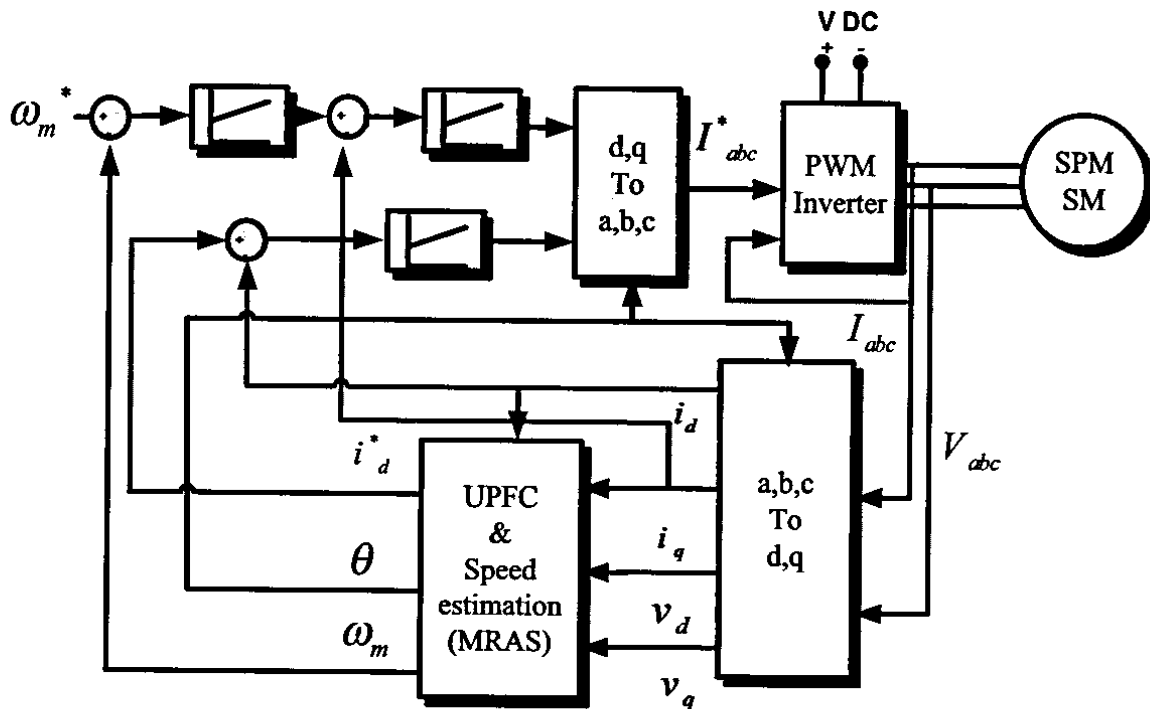 V DC
+ -
ω_m*
d,q
To
a,b,c
I*_abc
PWM
Inverter
SPM
SM
I_abc
i_d
V_abc
i*_d
UPFC
&
Speed
estimation
(MRAS)
a,b,c
To
d,q
i_q
θ
v_d
ω_m
v_q